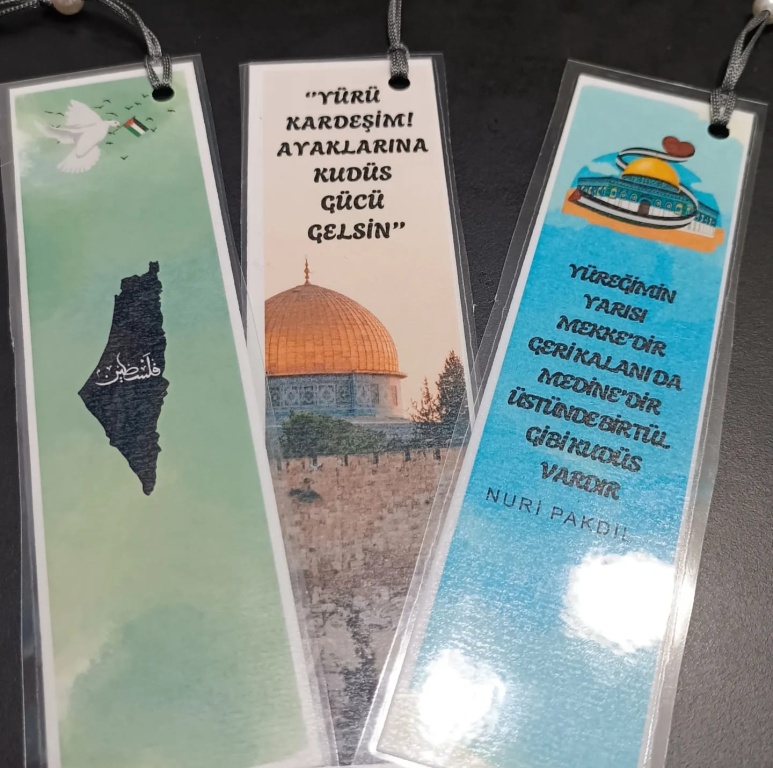 فلسطين
"YÜRÜ
KARDEŞİM!
AYAKLARINA
KUDÜS
GÜCÜ
GELSİN"
YÜREĞİMİN
YARISI
MEKKE'DİR
GERİ KALANI DA
MEDİNE'DİR
ÜSTÜNDE BİR TÜL
GİBİ KUDÜS
VARDIR
NURİ PAKDİL